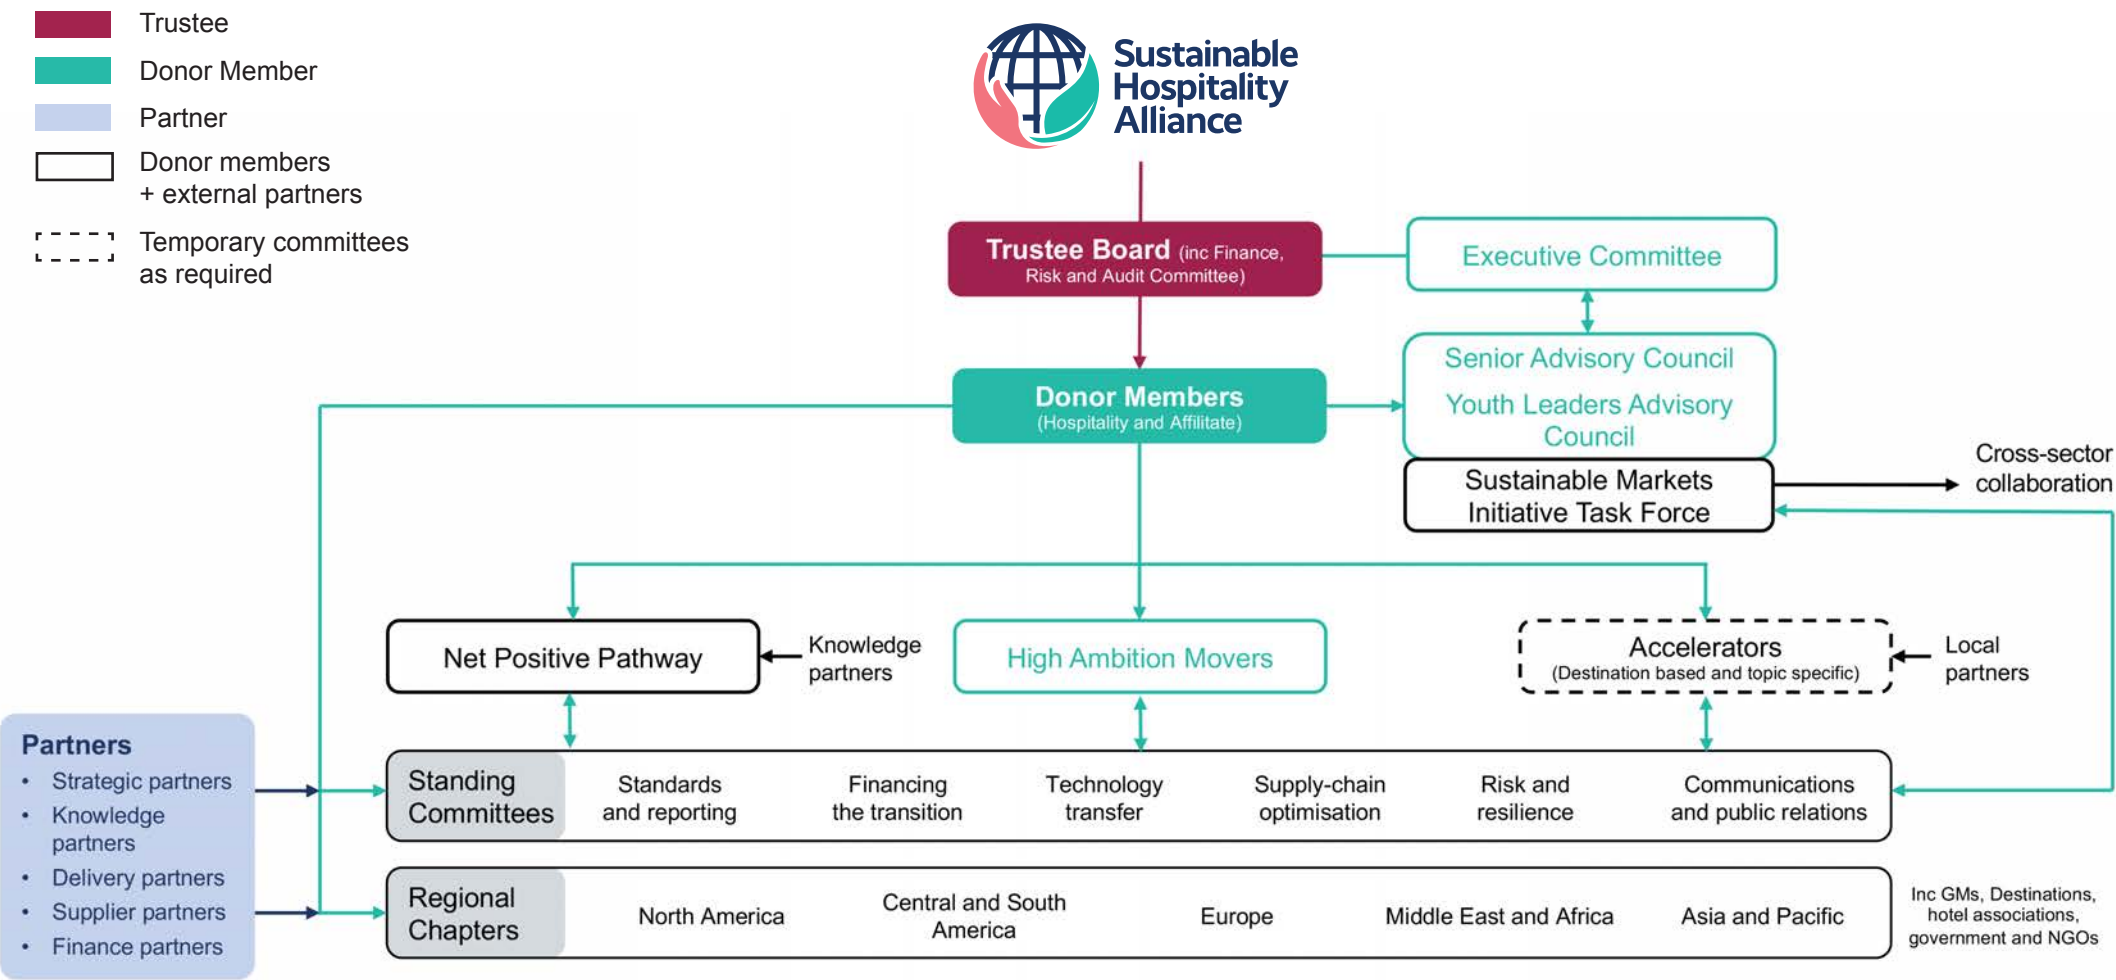 Trustee
Donor Member
Partner
Donor members
+ external partners
Temporary committees
as required
Sustainable
Hospitality
Alliance
Trustee Board (inc Finance,
Risk and Audit Committee)
Executive Committee
Senior Advisory Council
Youth Leaders Advisory
Council
Donor Members
(Hospitality and Affilitate)
Sustainable Markets
Initiative Task Force
Cross-sector
collaboration
Net Positive Pathway
Knowledge
partners
High Ambition Movers
Accelerators
(Destination based and topic specific)
Local
partners
Partners
• Strategic partners
• Knowledge
partners
• Delivery partners
• Supplier partners
• Finance partners
Standing
Committees
Standards
and reporting
Financing
the transition
Technology
transfer
Supply-chain
optimisation
Risk and
resilience
Communications
and public relations
Regional
Chapters
North America
Central and South
America
Europe
Middle East and Africa
Asia and Pacific
Inc GMs, Destinations,
hotel associations,
government and NGOs